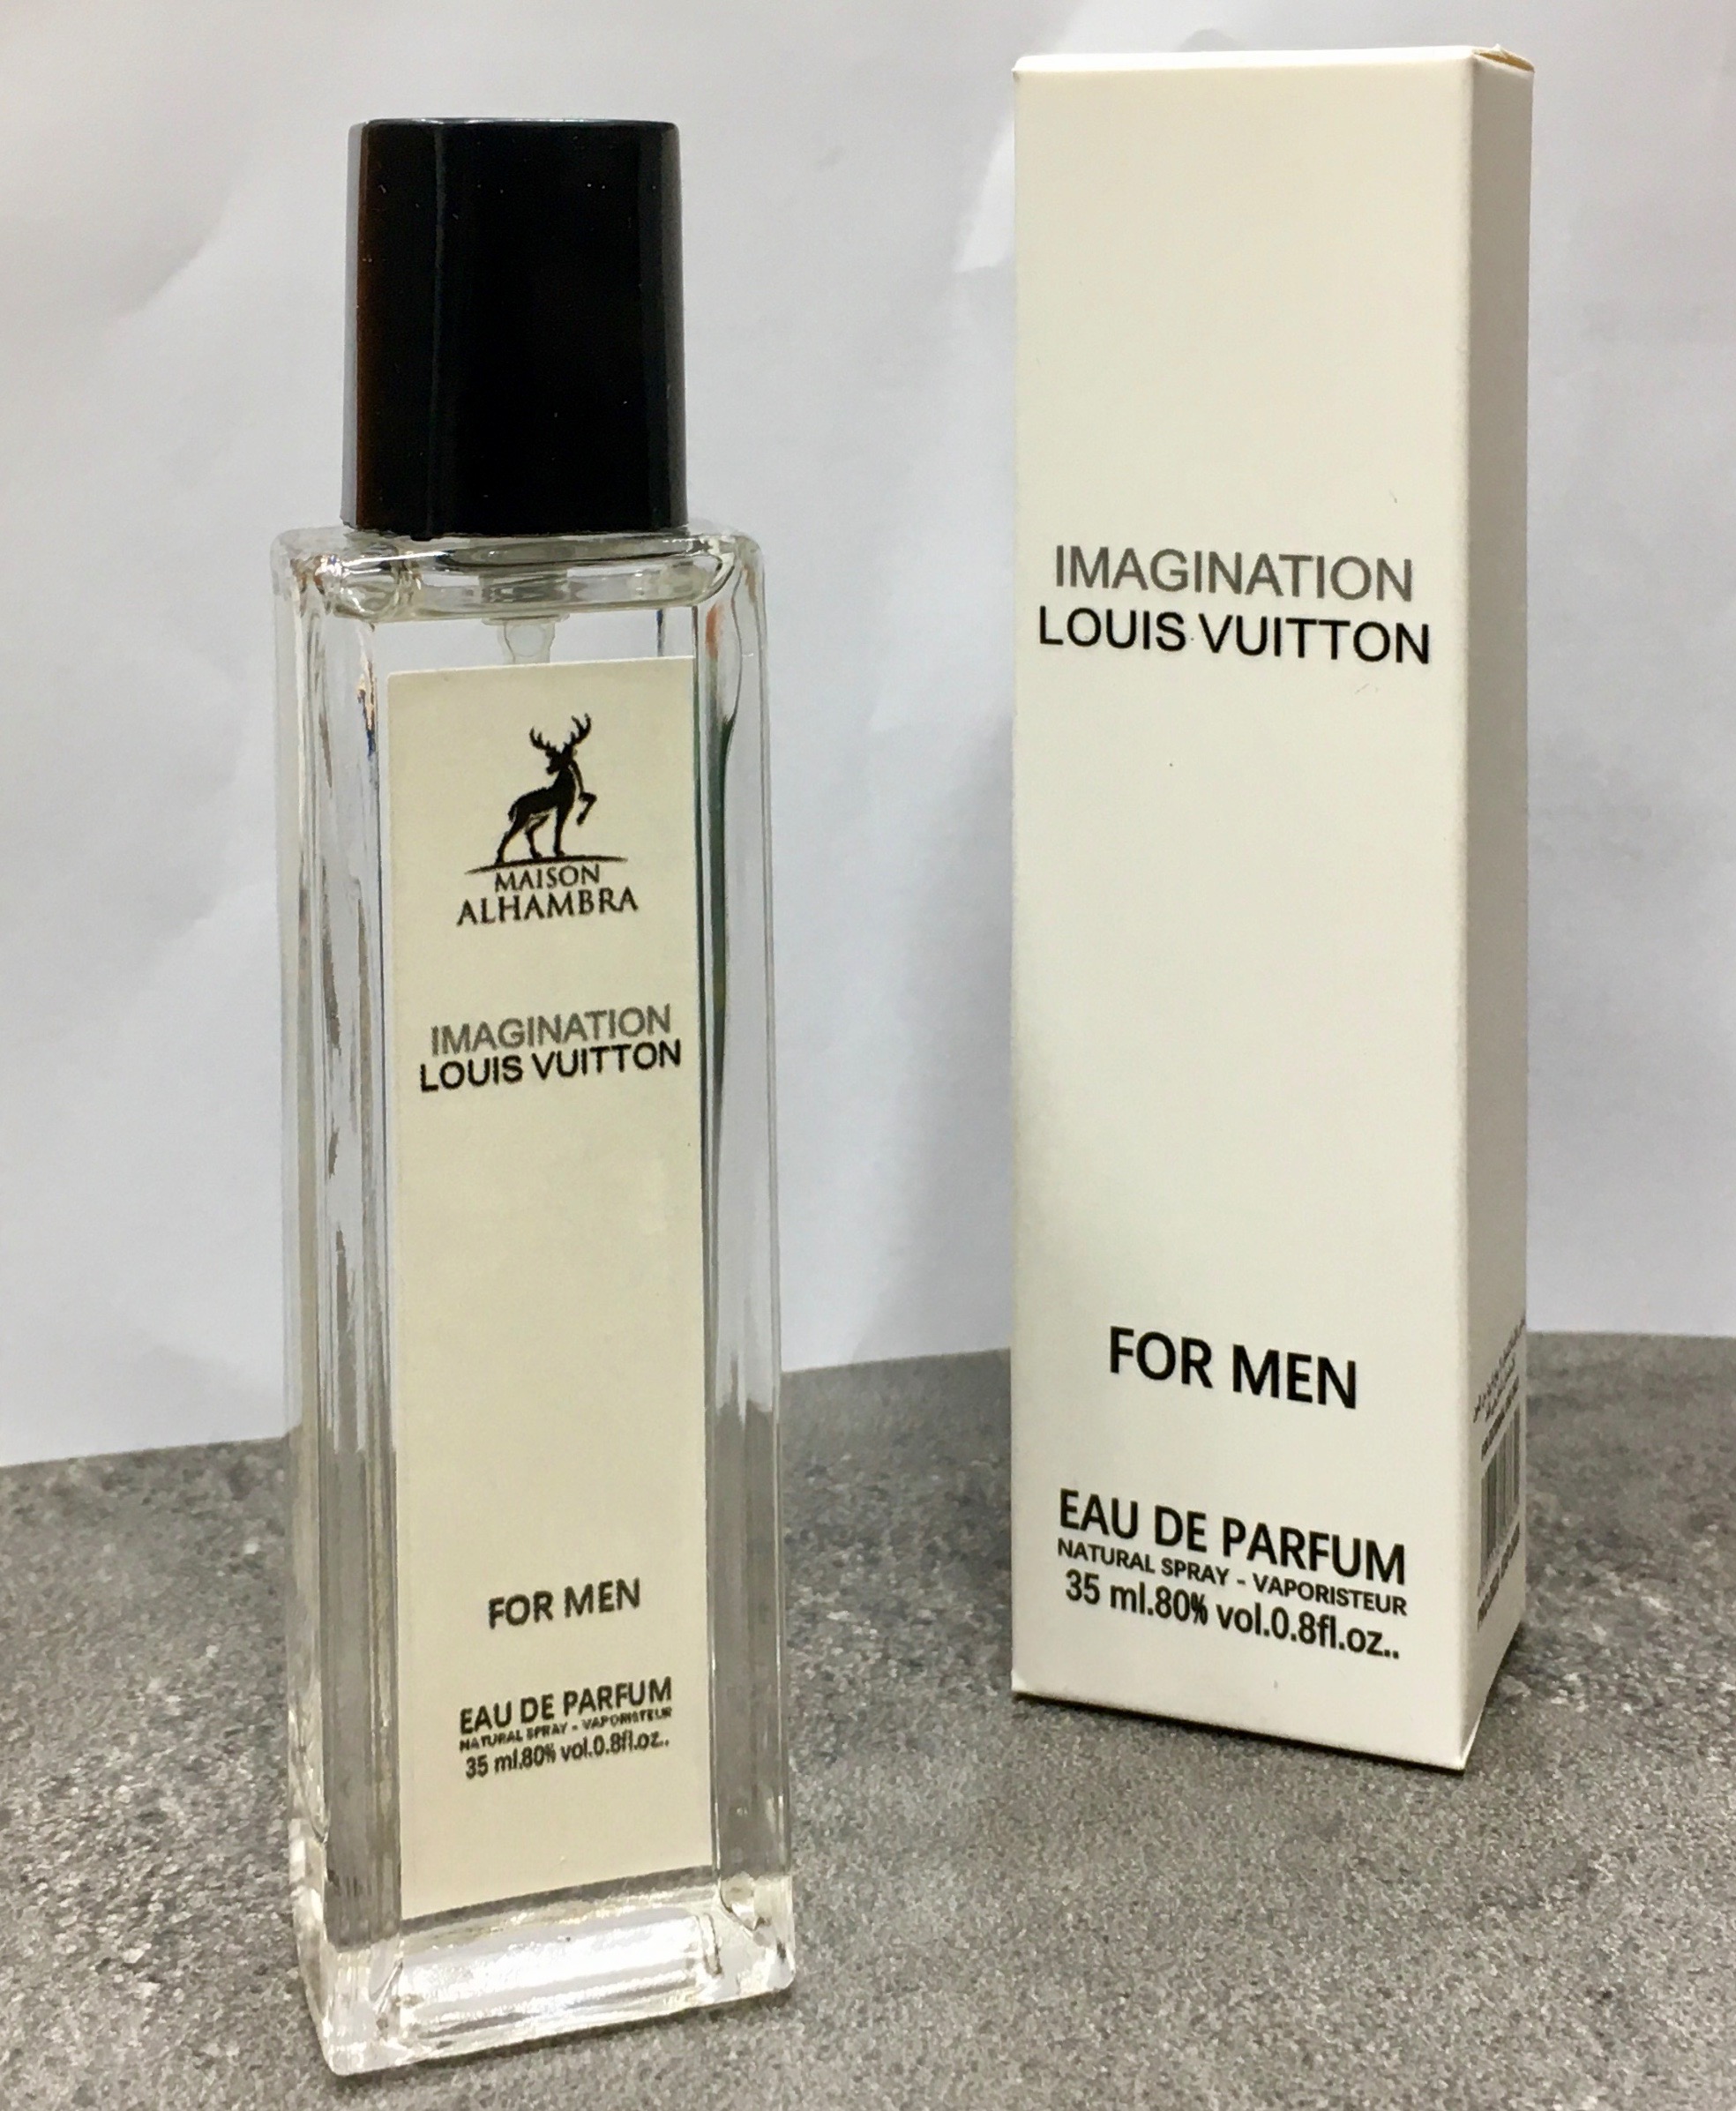 MAISON
ALHAMBRA
IMAGINATION
LOUIS VUITTON
FOR MEN
EAU DE PARFUM
NATURAL SPRAY - VAPORISTEUR
35 ml.80% vol.0.8fl.oz..
IMAGINATION
LOUIS VUITTON
FOR MEN
EAU DE PARFUM
NATURAL SPRAY - VAPORISTEUR
35 ml.80% vol.0.8fl.oz..